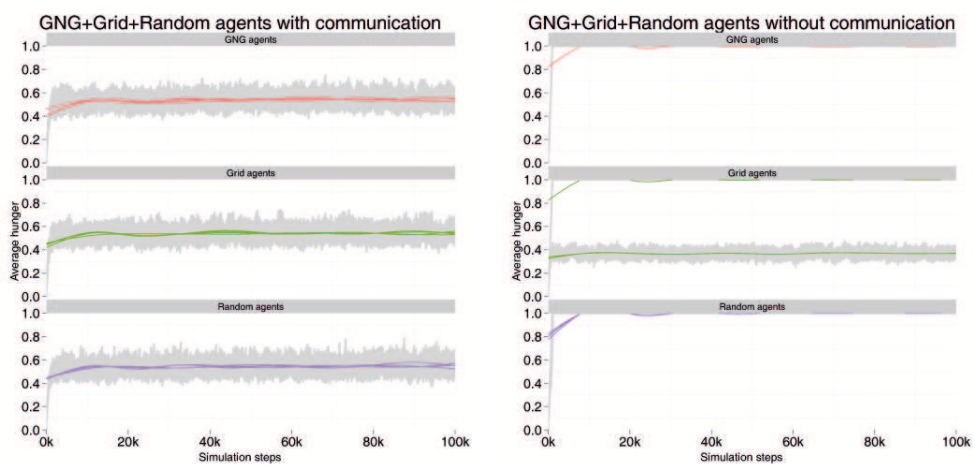 GNG+Grid+Random agents with communication
GNG agents
1.0
0.8
0.6
0.4
0.2
0.0
Grid agents
1.0
0.8
0.6
0.4
0.2
0.0
Random agents
1.0
0.8
0.6
0.4
0.2
0.0
Average hunger
0k 20k 40k 60k 80k 100k
Simulation steps
GNG+Grid+Random agents without communication
GNG agents
1.0
0.8
0.6
0.4
0.2
0.0
Grid agents
1.0
0.8
0.6
0.4
0.2
0.0
Random agents
1.0
0.8
0.6
0.4
0.2
0.0
Average hunger
0k 20k 40k 60k 80k 100k
Simulation steps